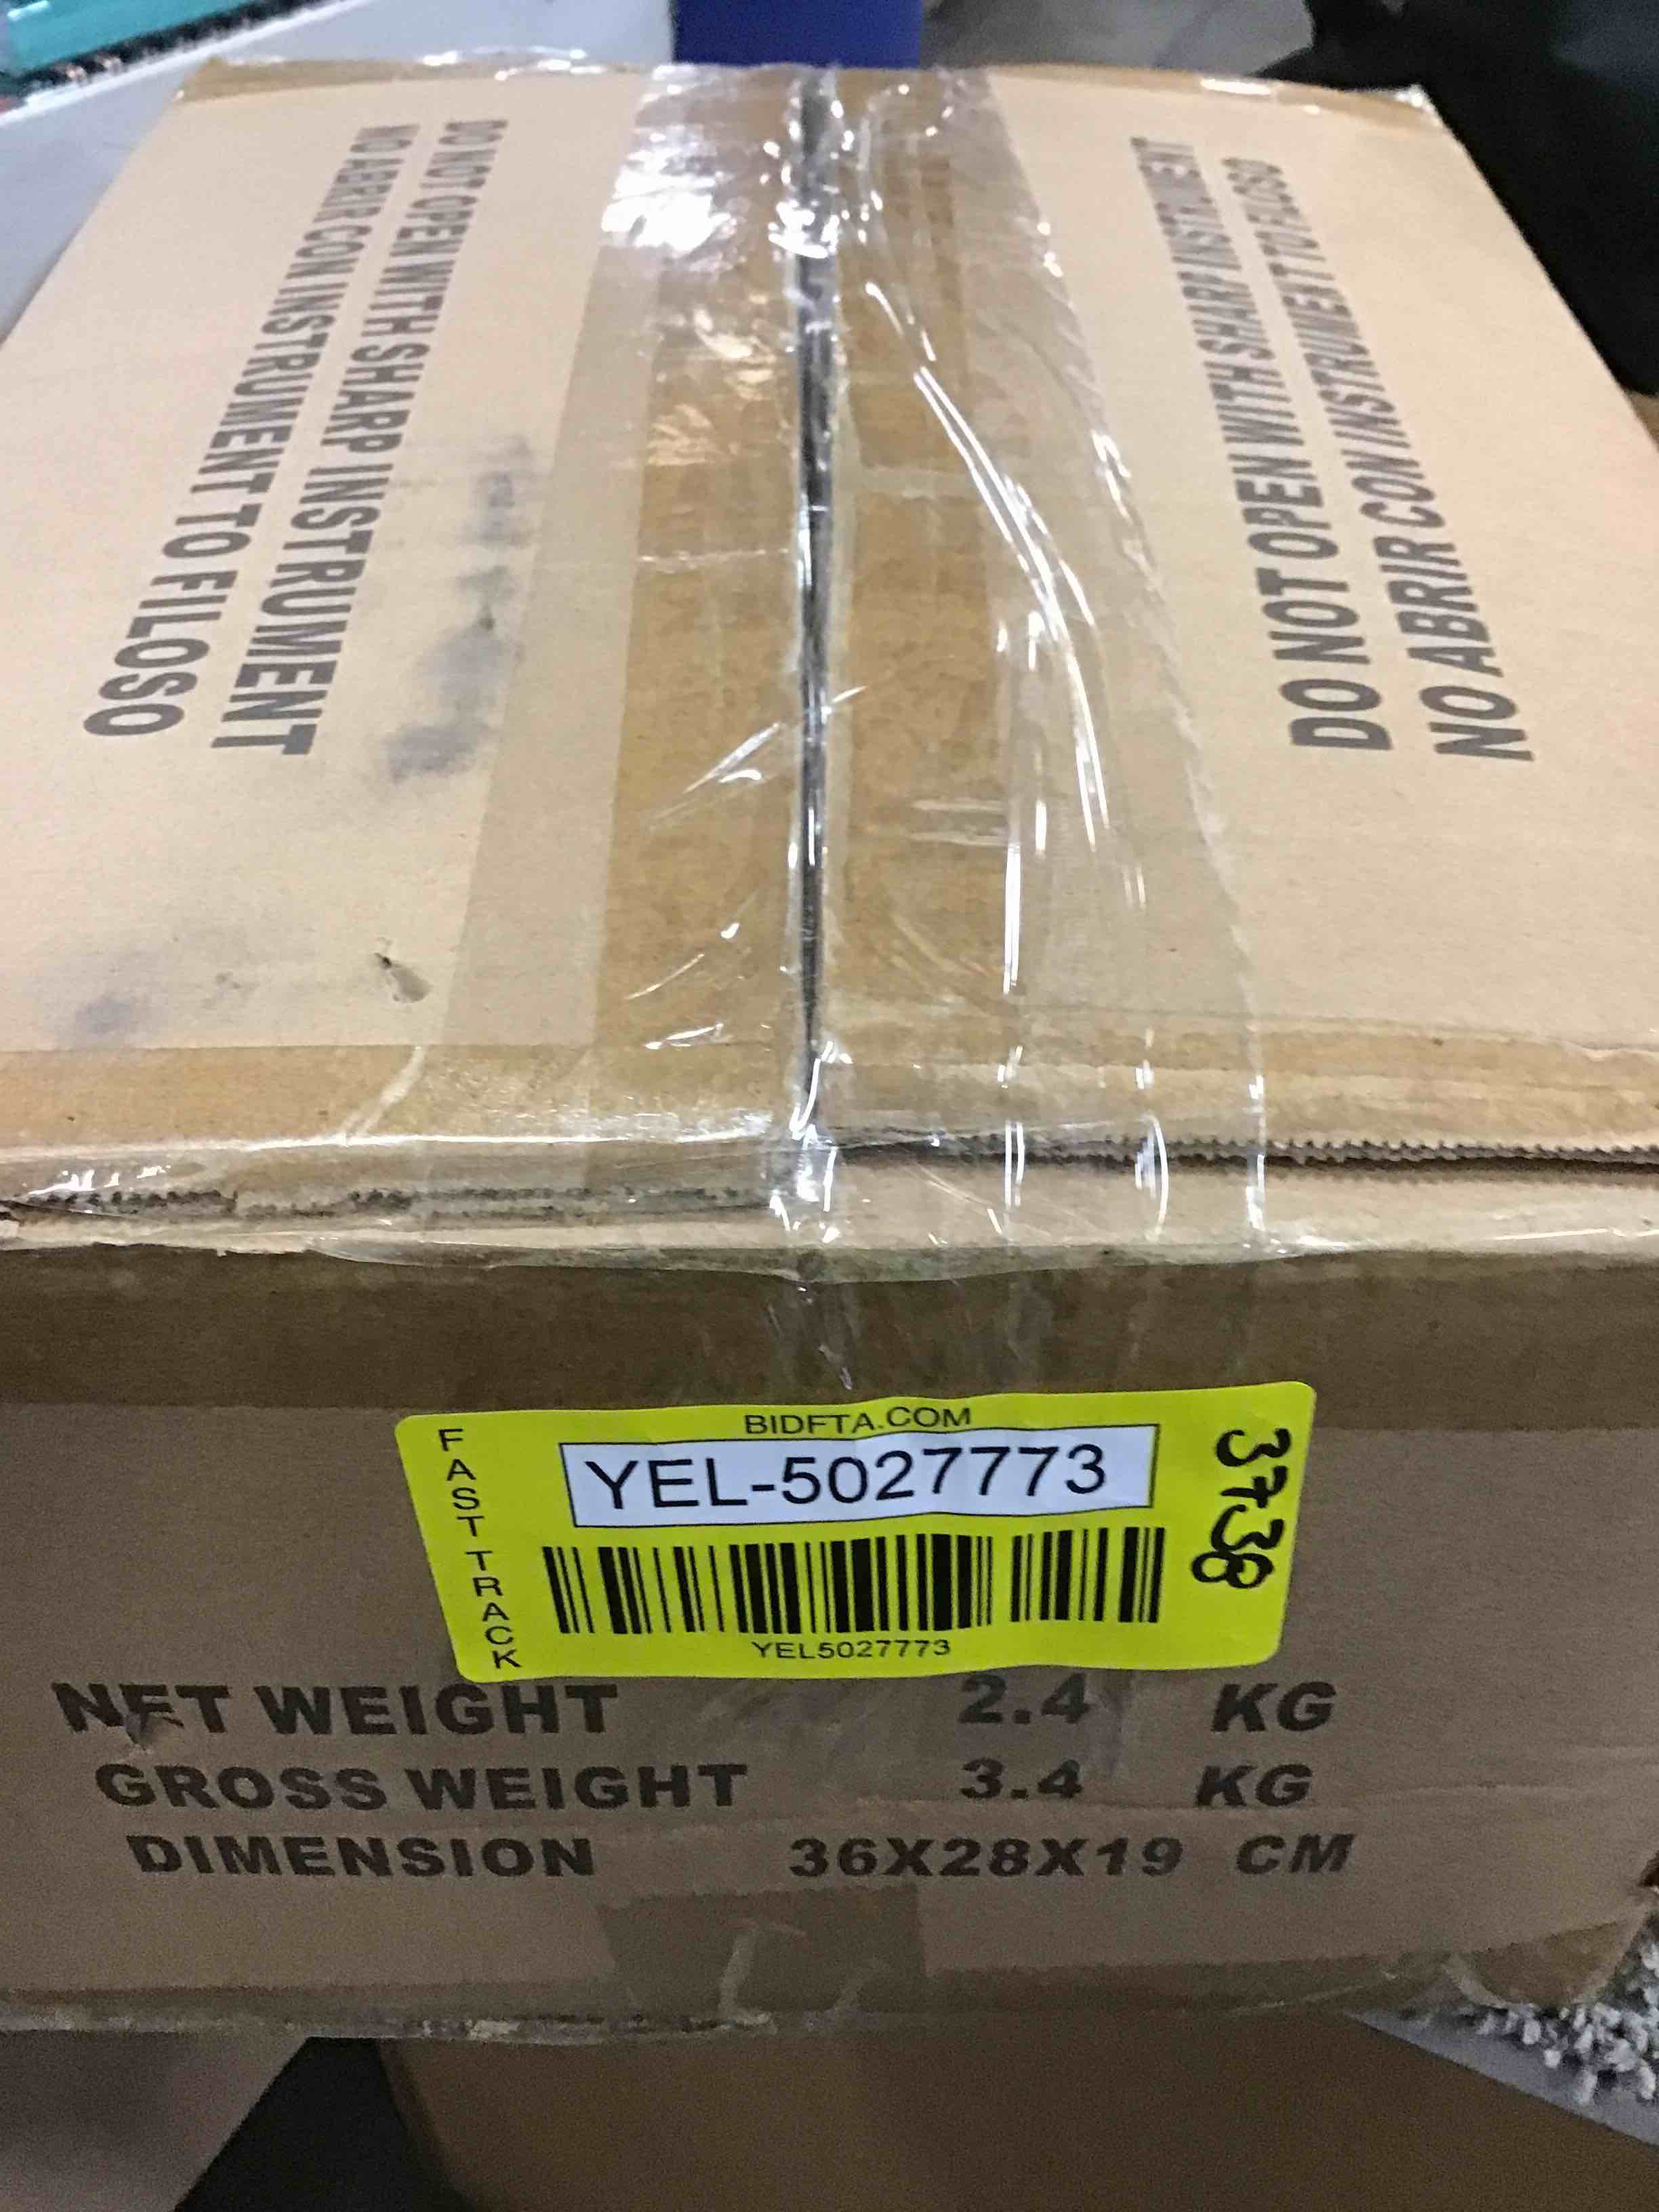 DO NOT OPEN WITH SHARP INSTRUMENT
NO ABRIR CON INSTRUMENT TO FILOSO
DO NOT OPEN WITH SHARP INSTRUMENT
NO ABRIR CON INSTRUMENT TO FILOSO
FAST TRACK
BIDFTA.COM
YEL-5027773
YEL5027773
3738
NET WEIGHT 2.4 KG
GROSS WEIGHT 3.4 KG
DIMENSION 36X28X19 CM